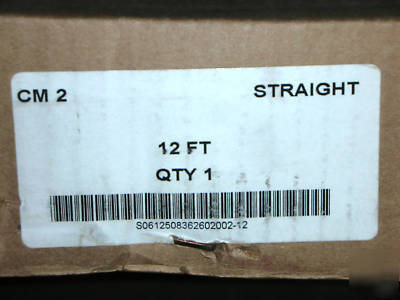 CM 2 STRAIGHT
12 FT
QTY 1
S0612508362602002-12